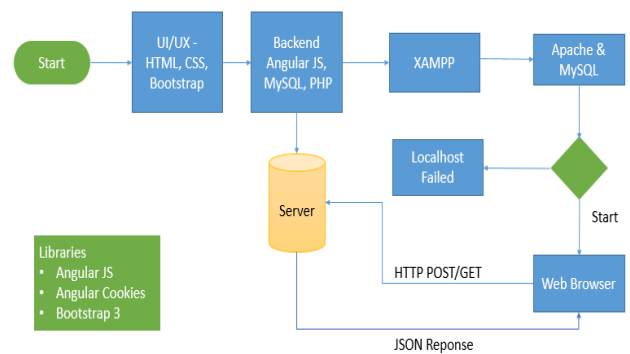 Start
UI/UX -
HTML, CSS,
Bootstrap
Backend
Angular JS,
MySQL, PHP
XAMPP
Apache &
MySQL
Localhost
Failed
Server
Start
Libraries
• Angular JS
• Angular Cookies
• Bootstrap 3
HTTP POST/GET
Web Browser
JSON Reponse